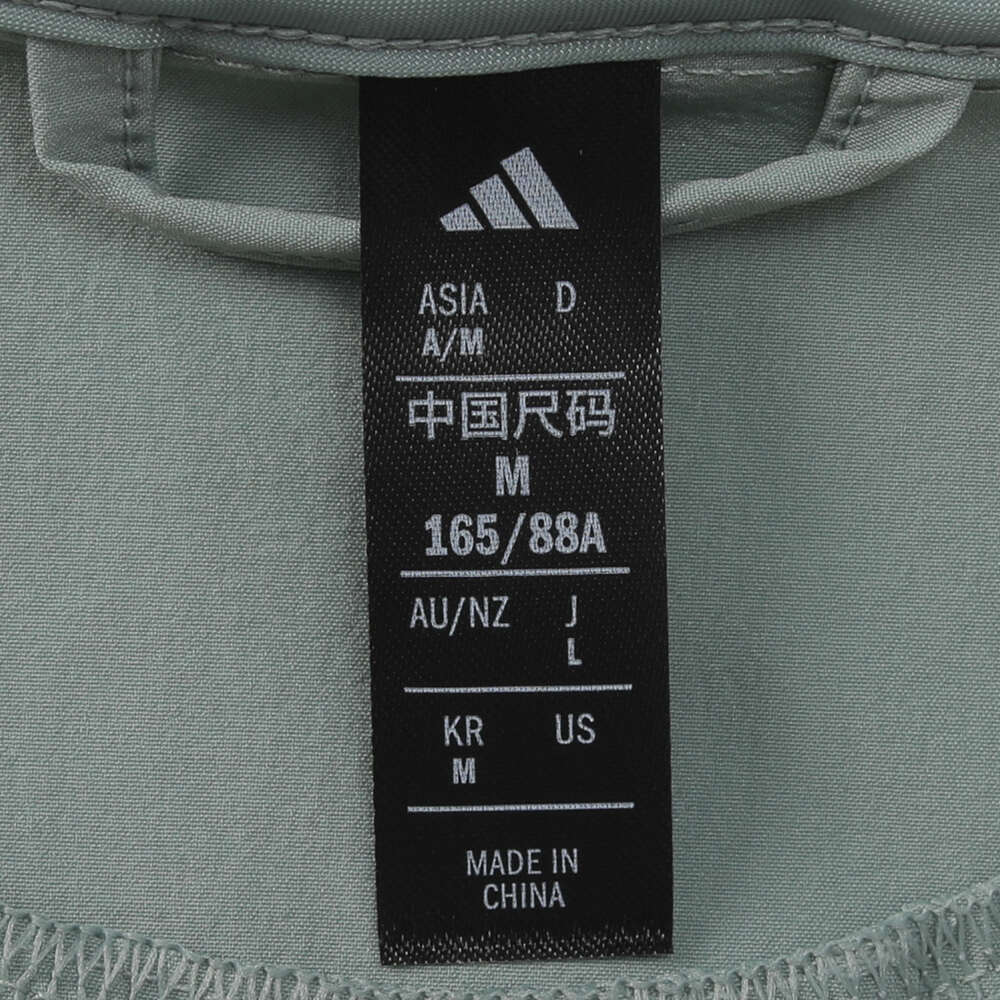 ASIA D
A/M
中国尺码
M
165/88A
AU/NZ J
L
KR US
M
MADE IN
CHINA